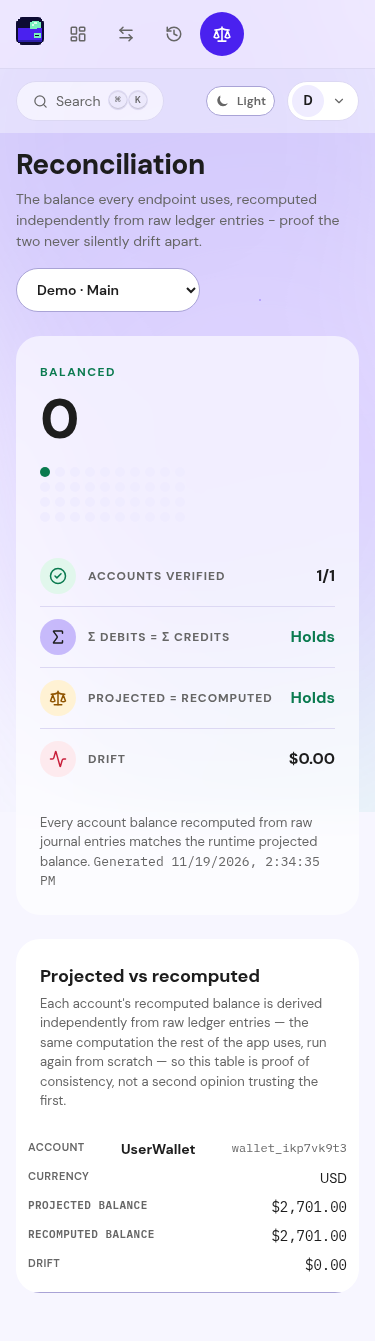 Search ⌘ K
Light
D
Reconciliation
The balance every endpoint uses, recomputed
independently from raw ledger entries – proof the
two never silently drift apart.
Demo · Main
BALANCED
0
ACCOUNTS VERIFIED 1/1
Σ DEBITS = Σ CREDITS Holds
PROJECTED = RECOMPUTED Holds
DRIFT $0.00
Every account balance recomputed from raw
journal entries matches the runtime projected
balance. Generated 11/19/2026, 2:34:35
PM
Projected vs recomputed
Each account's recomputed balance is derived
independently from raw ledger entries — the
same computation the rest of the app uses, run
again from scratch — so this table is proof of
consistency, not a second opinion trusting the
first.
ACCOUNT UserWallet wallet_ikp7vk9t3
CURRENCY USD
PROJECTED BALANCE $2,701.00
RECOMPUTED BALANCE $2,701.00
DRIFT $0.00